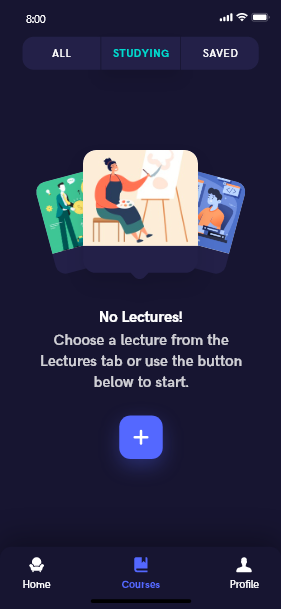 8:00
ALL
STUDYING
SAVED
No Lectures!
Choose a lecture from the
Lectures tab or use the button
below to start.
Home
Courses
Profile